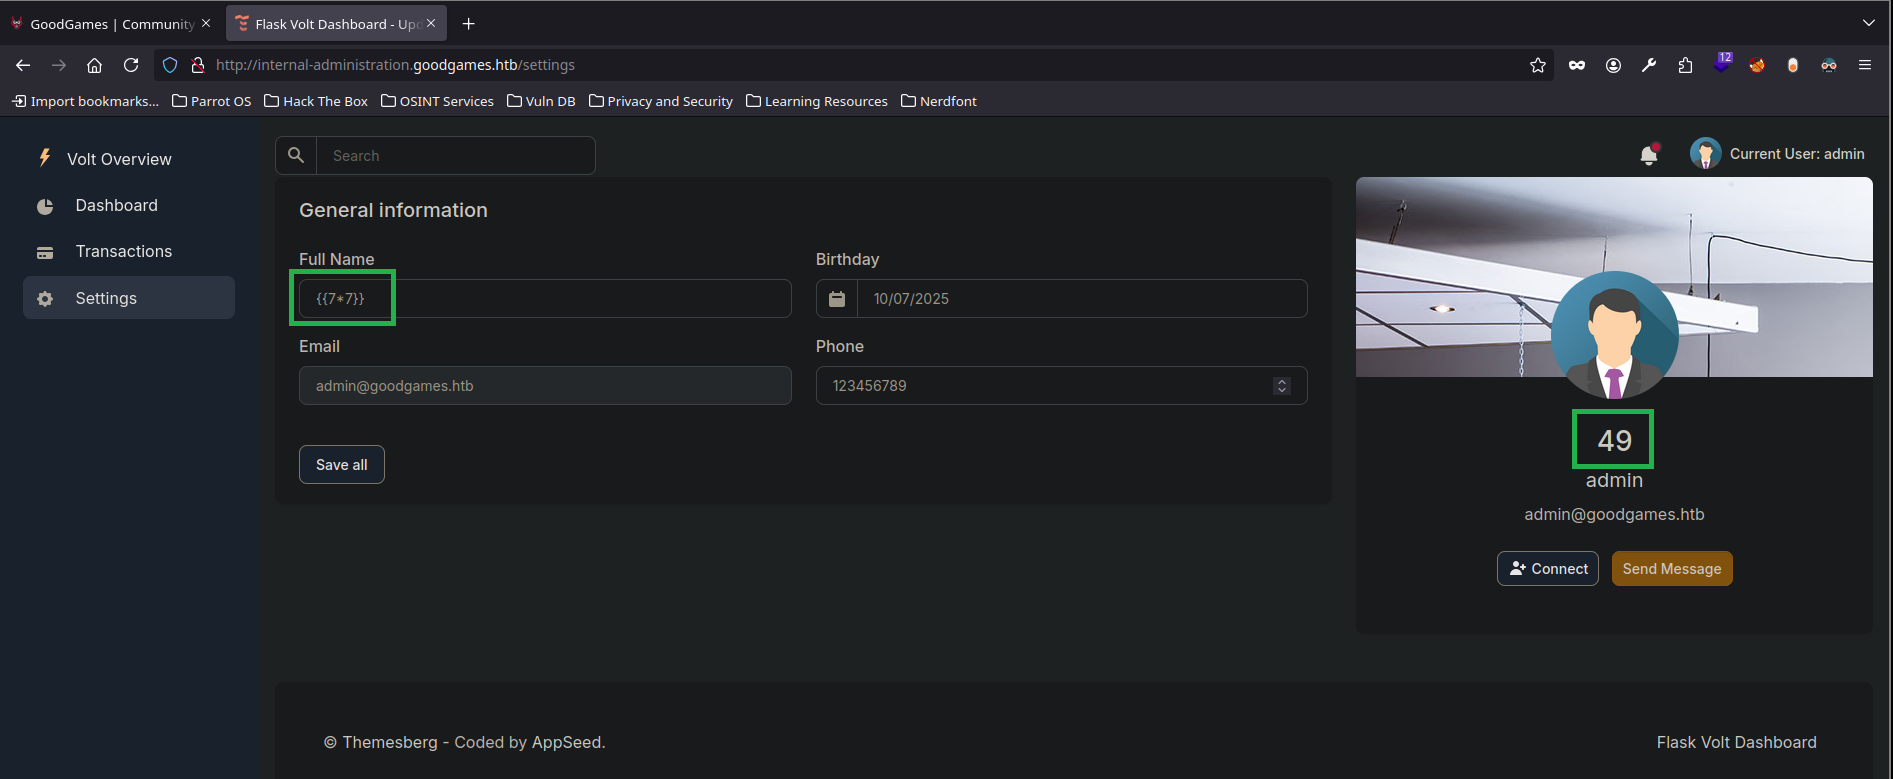 GoodGames | Community
Flask Volt Dashboard - Upd
http://internal-administration.goodgames.htb/settings
12
Import bookmarks...
Parrot OS
Hack The Box
OSINT Services
Vuln DB
Privacy and Security
Learning Resources
Nerdfont
Volt Overview
Dashboard
Transactions
Settings
Search
Current User: admin
General information
Full Name
{{7*7}}
Birthday
10/07/2025
Email
admin@goodgames.htb
Phone
123456789
Save all
49
admin
admin@goodgames.htb
Connect
Send Message
© Themesberg - Coded by AppSeed.
Flask Volt Dashboard